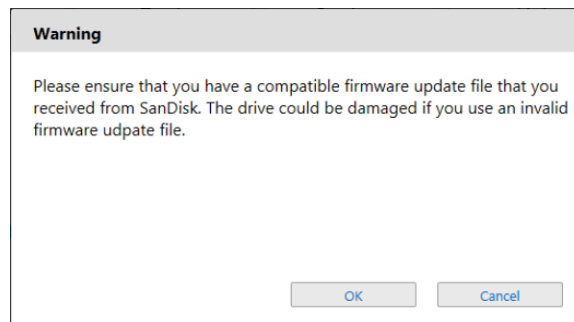 Warning
Please ensure that you have a compatible firmware update file that you
received from SanDisk. The drive could be damaged if you use an invalid
firmware udpate file.
OK
Cancel